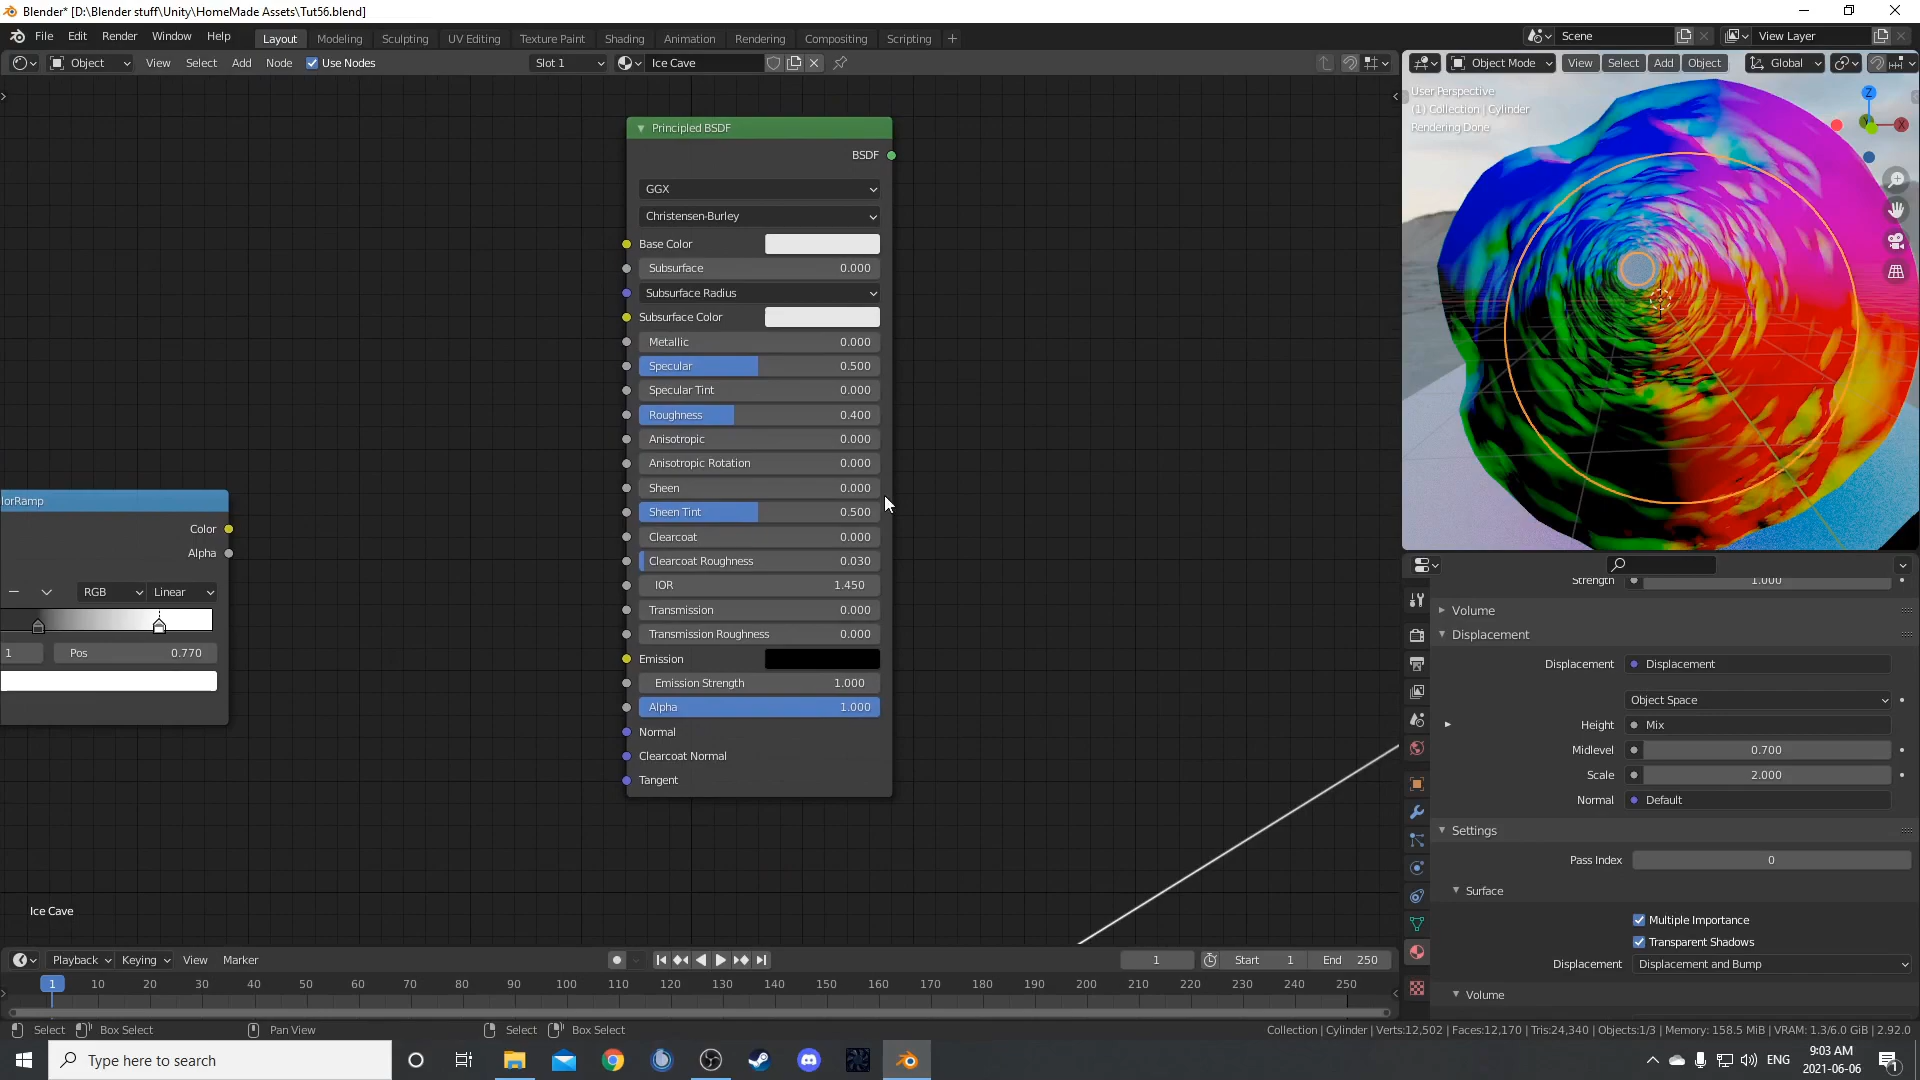 Blender* [D:\Blender stuff\Unity\HomeMade Assets\Tut56.blend]
File Edit Render Window Help
Layout Modeling Sculpting UV Editing Texture Paint Shading Animation Rendering Compositing Scripting +
Scene View Layer
Object View Select Add Node Use Nodes Slot 1 Ice Cave
Object Mode View Select Add Object Global
User Perspective
(1) Collection | Cylinder
Rendering Done
Z
X
Y
Principled BSDF
BSDF
GGX
Christensen-Burley
Base Color
Subsurface 0.000
Subsurface Radius
Subsurface Color
Metallic 0.000
Specular 0.500
Specular Tint 0.000
Roughness 0.400
Anisotropic 0.000
Anisotropic Rotation 0.000
Sheen 0.000
Sheen Tint 0.500
Clearcoat 0.000
Clearcoat Roughness 0.030
IOR 1.450
Transmission 0.000
Transmission Roughness 0.000
Emission
Emission Strength 1.000
Alpha 1.000
Normal
Clearcoat Normal
Tangent
lorRamp
Color
Alpha
RGB Linear
1 Pos 0.770
Ice Cave
Strength 1.000
Volume
Displacement
Displacement Displacement
Object Space
Height Mix
Midlevel 0.700
Scale 2.000
Normal Default
Settings
Pass Index 0
Surface
Multiple Importance
Transparent Shadows
Displacement Displacement and Bump
Volume
Playback Keying View Marker 1 Start 1 End 250
1 10 20 30 40 50 60 70 80 90 100 110 120 130 140 150 160 170 180 190 200 210 220 230 240 250
Select Box Select Pan View Select Box Select
Collection | Cylinder | Verts:12,502 | Faces:12,170 | Tris:24,340 | Objects:1/3 | Memory: 158.5 MiB | VRAM: 1.3/6.0 GiB | 2.92.0
Type here to search
ENG
9:03 AM
2021-06-06
1